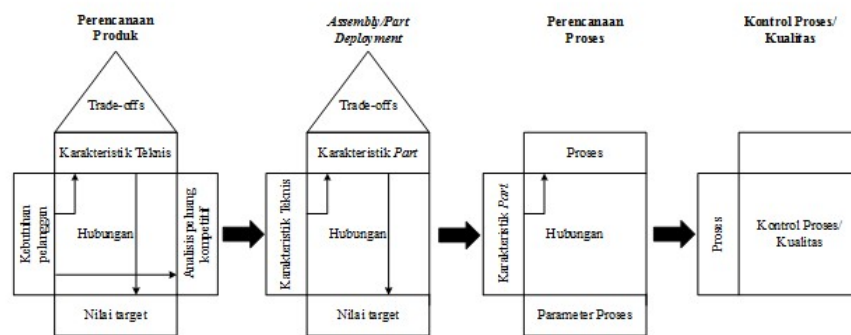 Perencanaan
Produk
Trade-offs
Karakteristik Teknis
Kebutuhan
pelanggan
Hubungan
Analisis peluang
kompetitif
Nilai target
Assembly/Part
Deployment
Trade-offs
Karakteristik Part
Karakteristik Teknis
Hubungan
Nilai target
Perencanaan
Proses
Proses
Karakteristik Part
Hubungan
Parameter Proses
Kontrol Proses/
Kualitas
Proses
Kontrol Proses/
Kualitas